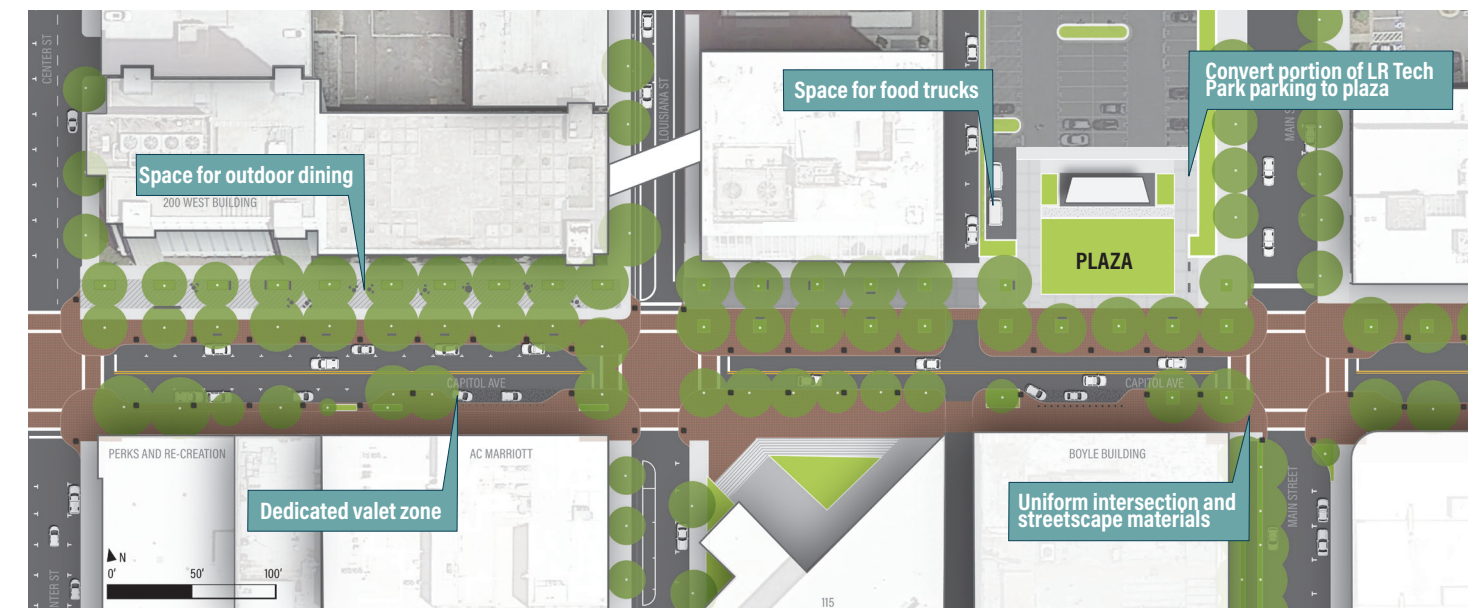 CENTER ST
LOUISIANA ST
MAIN S
Space for food trucks
Convert portion of LR Tech
Park parking to plaza
Space for outdoor dining
200 WEST BUILDING
PLAZA
CAPITOL AVE
CAPITOL AVE
PERKS AND RE-CREATION
AC MARRIOTT
BOYLE BUILDING
Dedicated valet zone
Uniform intersection and
streetscape materials
MAIN STREET
N
0' 50' 100'
NTER ST
115